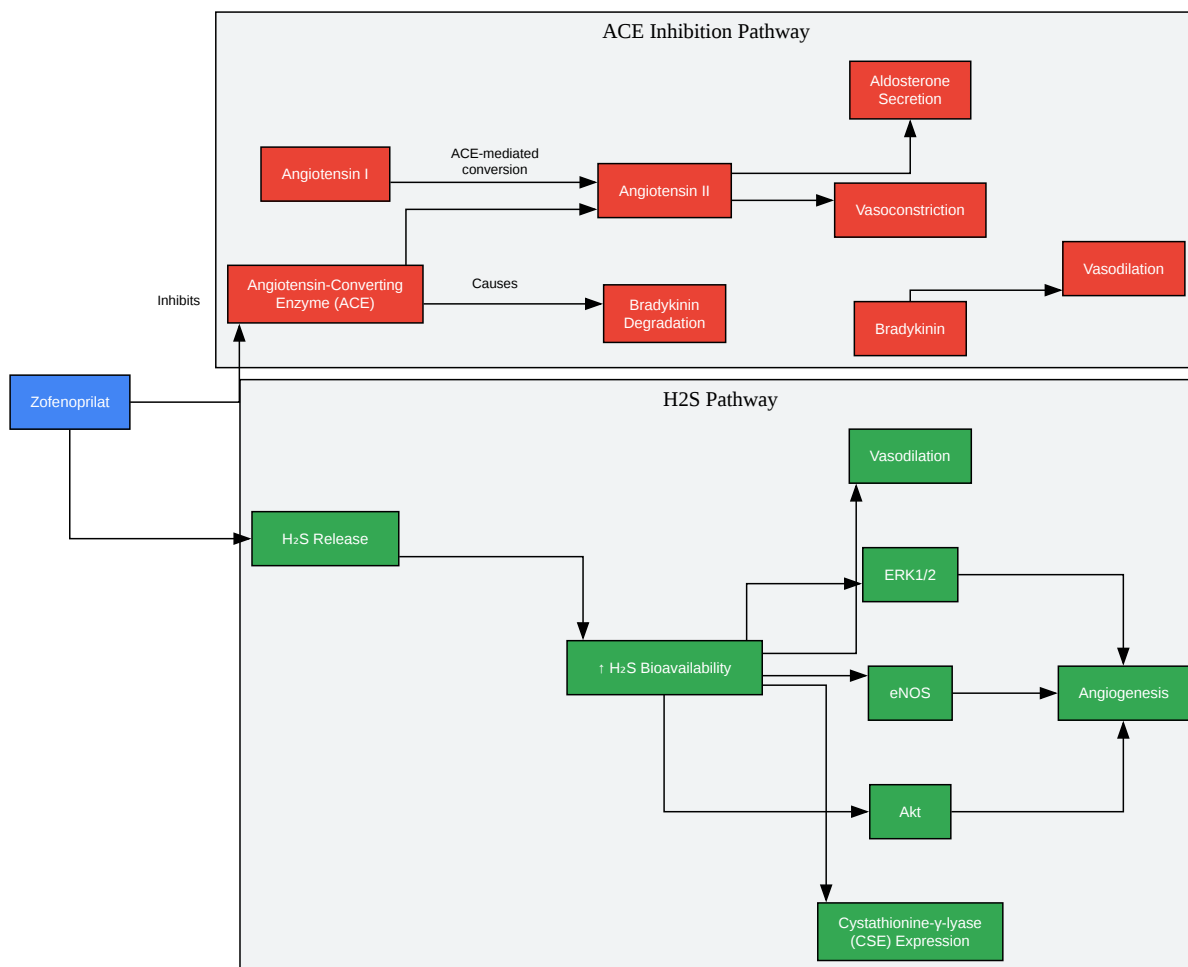 ACE Inhibition Pathway
Aldosterone
Secretion
ACE-mediated
conversion
Angiotensin I
Angiotensin II
Vasoconstriction
Vasodilation
Angiotensin-Converting
Enzyme (ACE)
Causes
Inhibits
Bradykinin
Degradation
Bradykinin
Zofenoprilat
H2S Pathway
Vasodilation
H₂S Release
ERK1/2
↑ H₂S Bioavailability
eNOS
Angiogenesis
Akt
Cystathionine-γ-lyase
(CSE) Expression